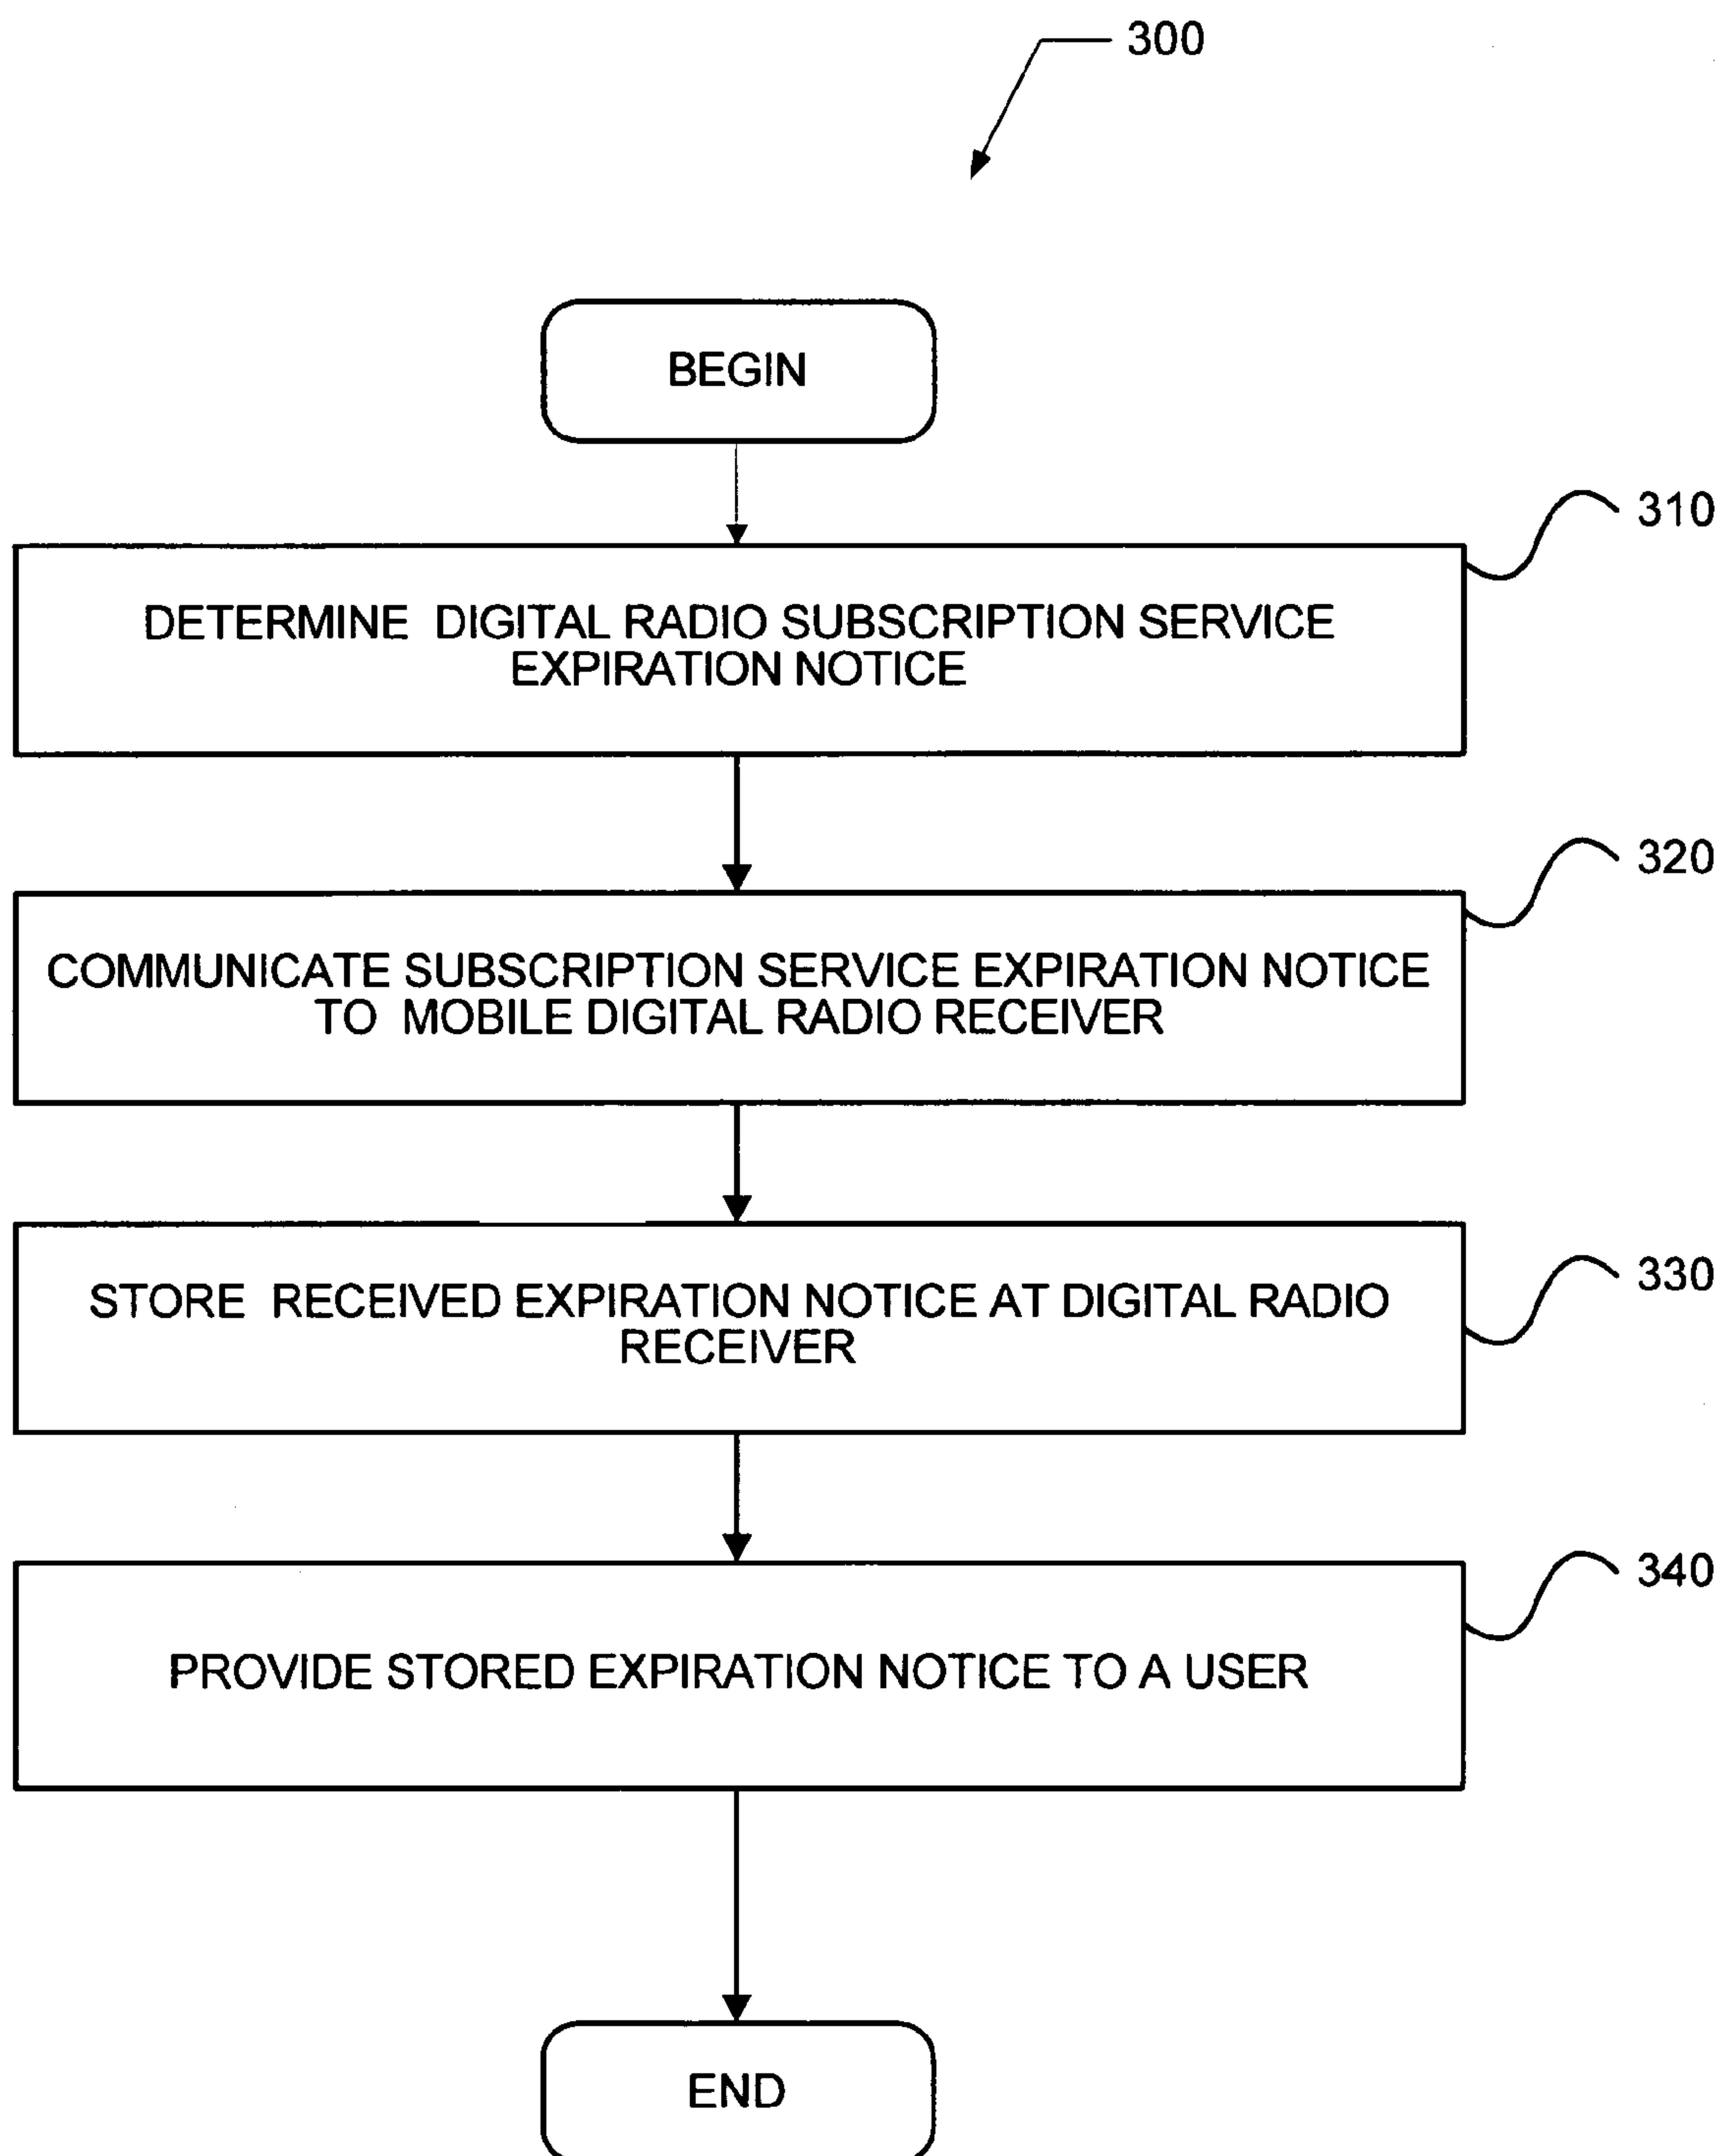 300
BEGIN
310
DETERMINE DIGITAL RADIO SUBSCRIPTION SERVICE
EXPIRATION NOTICE
320
COMMUNICATE SUBSCRIPTION SERVICE EXPIRATION NOTICE
TO MOBILE DIGITAL RADIO RECEIVER
330
STORE RECEIVED EXPIRATION NOTICE AT DIGITAL RADIO
RECEIVER
340
PROVIDE STORED EXPIRATION NOTICE TO A USER
END